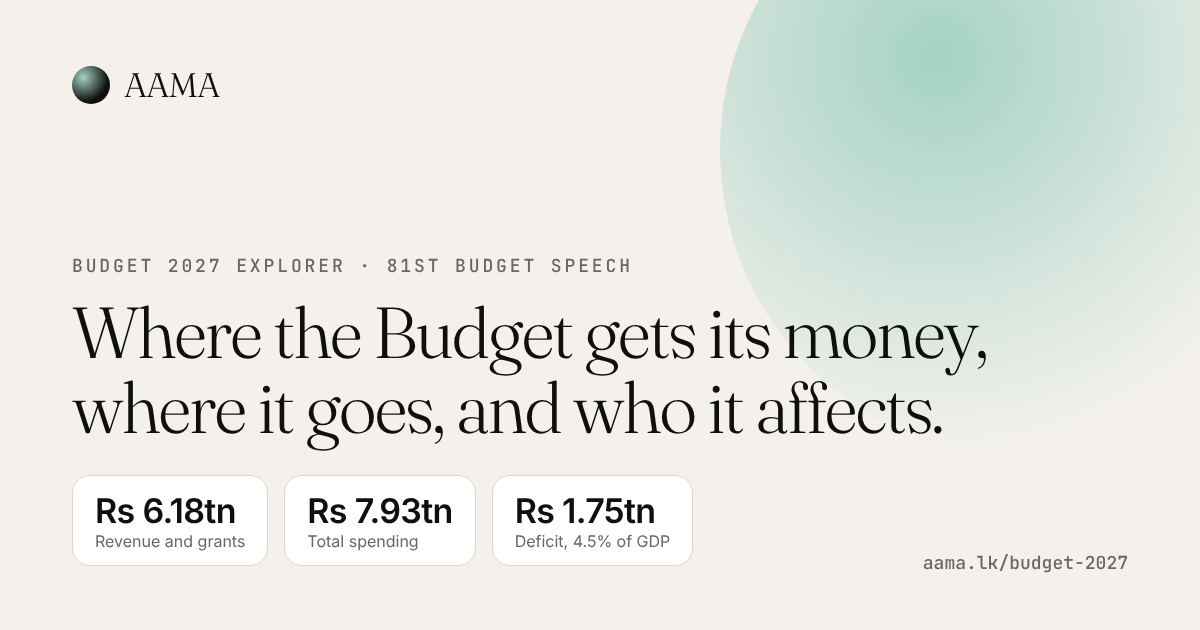 AAMA
BUDGET 2027 EXPLORER · 81ST BUDGET SPEECH
Where the Budget gets its money,
where it goes, and who it affects.
Rs 6.18tn
Revenue and grants
Rs 7.93tn
Total spending
Rs 1.75tn
Deficit, 4.5% of GDP
aama.lk/budget-2027